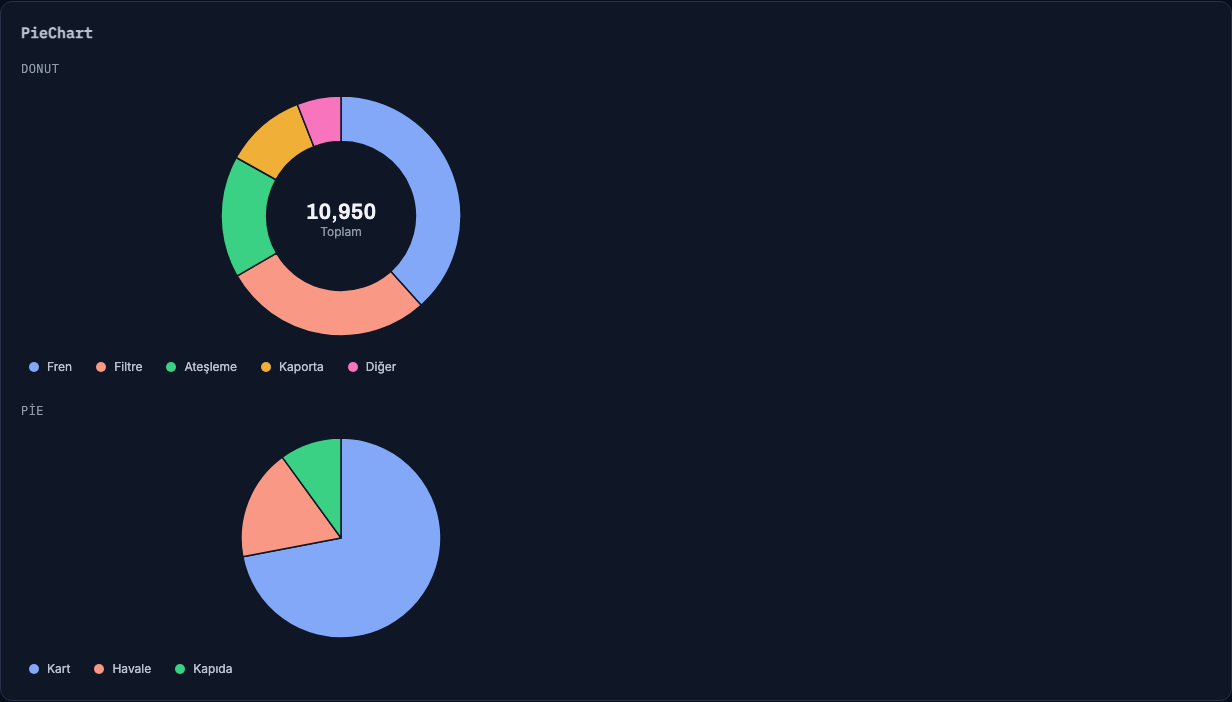 PieChart
DONUT
10,950
Toplam
Fren Filtre Ateşleme Kaporta Diğer
PİE
Kart Havale Kapıda